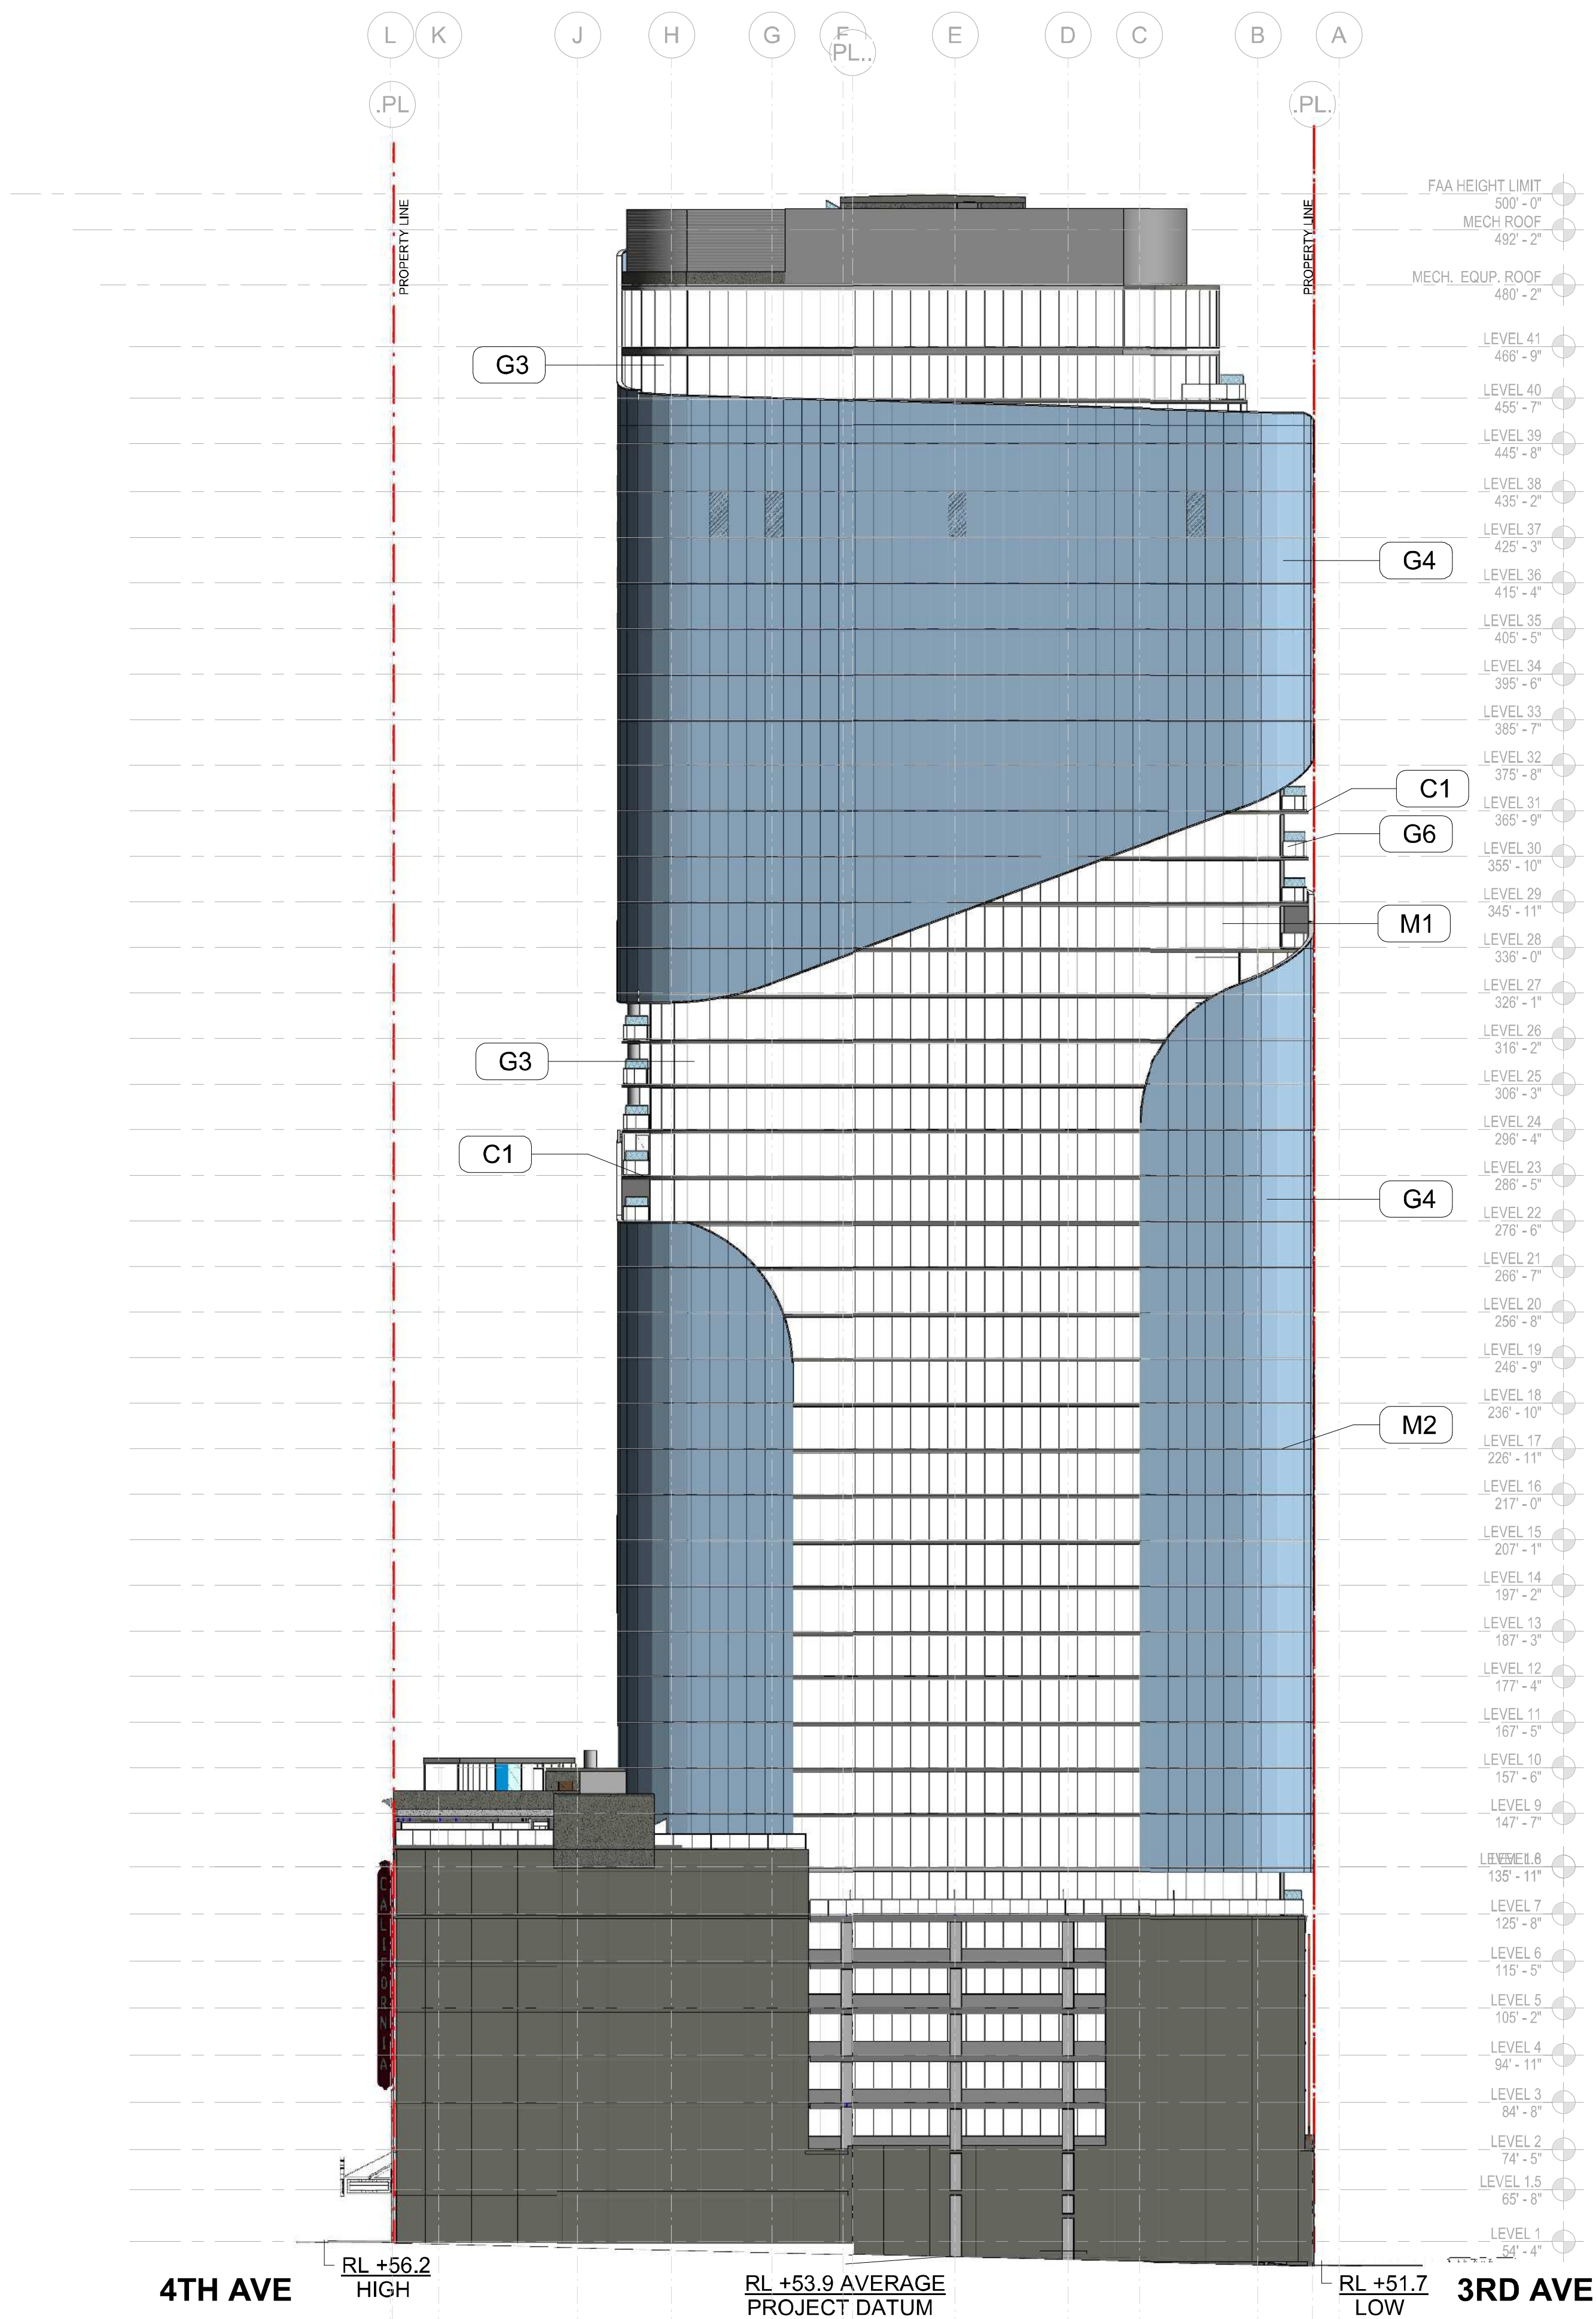 L K J H G F E D C B A
PL..
.PL .PL.
PROPERTY LINE
PROPERTY LINE
FAA HEIGHT LIMIT
500' - 0"
MECH ROOF
492' - 2"
MECH. EQUP. ROOF
480' - 2"
LEVEL 41
466' - 9"
G3
LEVEL 40
455' - 7"
LEVEL 39
445' - 8"
LEVEL 38
435' - 2"
LEVEL 37
425' - 3"
G4
LEVEL 36
415' - 4"
LEVEL 35
405' - 5"
LEVEL 34
395' - 6"
LEVEL 33
385' - 7"
LEVEL 32
375' - 8"
C1
LEVEL 31
365' - 9"
G6
LEVEL 30
355' - 10"
LEVEL 29
345' - 11"
M1
LEVEL 28
336' - 0"
LEVEL 27
326' - 1"
LEVEL 26
316' - 2"
G3
LEVEL 25
306' - 3"
LEVEL 24
296' - 4"
C1
LEVEL 23
286' - 5"
G4
LEVEL 22
276' - 6"
LEVEL 21
266' - 7"
LEVEL 20
256' - 8"
LEVEL 19
246' - 9"
LEVEL 18
236' - 10"
M2
LEVEL 17
226' - 11"
LEVEL 16
217' - 0"
LEVEL 15
207' - 1"
LEVEL 14
197' - 2"
LEVEL 13
187' - 3"
LEVEL 12
177' - 4"
LEVEL 11
167' - 5"
LEVEL 10
157' - 6"
LEVEL 9
147' - 7"
135' - 11"
CALIFORNIA
LEVEL 7
125' - 8"
LEVEL 6
115' - 5"
LEVEL 5
105' - 2"
LEVEL 4
94' - 11"
LEVEL 3
84' - 8"
LEVEL 2
74' - 5"
LEVEL 1.5
65' - 8"
LEVEL 1
54' - 4"
4TH AVE
RL +56.2
HIGH
RL +53.9 AVERAGE
PROJECT DATUM
RL +51.7
LOW
3RD AVE